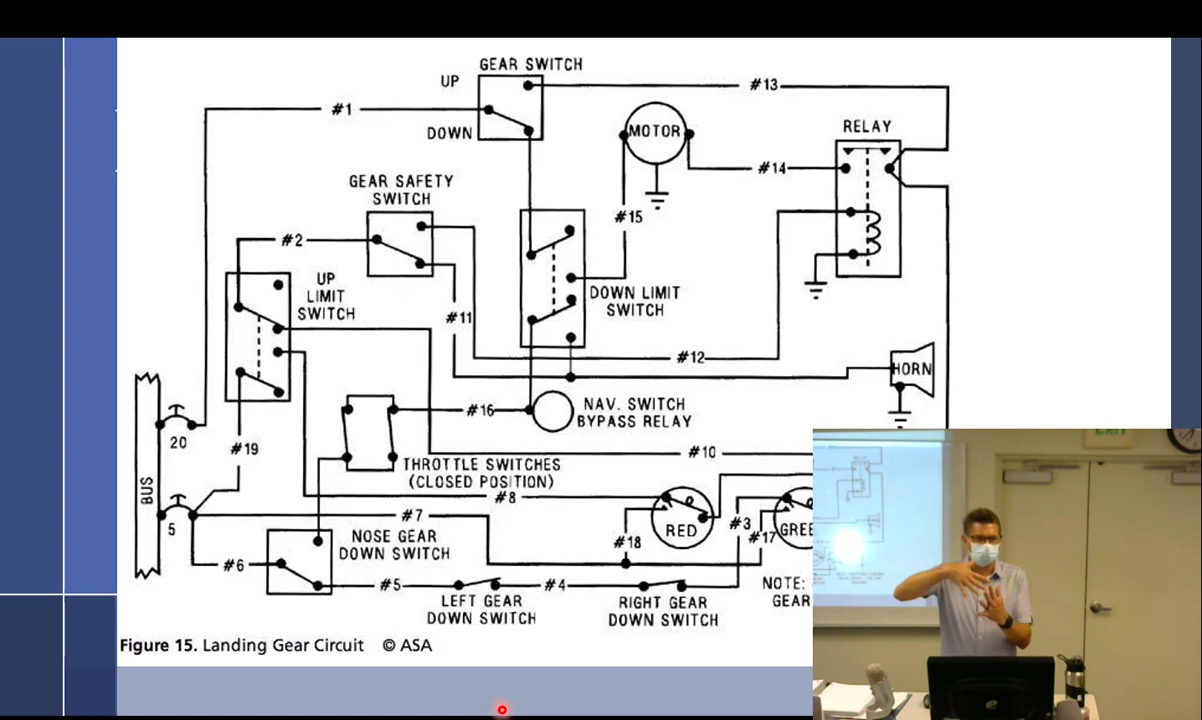 GEAR SWITCH
UP
DOWN
#1
#13
MOTOR
RELAY
#14
GEAR SAFETY
SWITCH
#15
#2
UP
LIMIT
SWITCH
DOWN LIMIT
SWITCH
#11
#12
HORN
20
#19
#16
NAV. SWITCH
BYPASS RELAY
#10
THROTTLE SWITCHES
(CLOSED POSITION)
BUS
#8
5
#7
RED
#3
#17
GREE
NOSE GEAR
DOWN SWITCH
#18
#6
#5
#4
LEFT GEAR
DOWN SWITCH
RIGHT GEAR
DOWN SWITCH
NOTE:
GEAR
Figure 15. Landing Gear Circuit © ASA